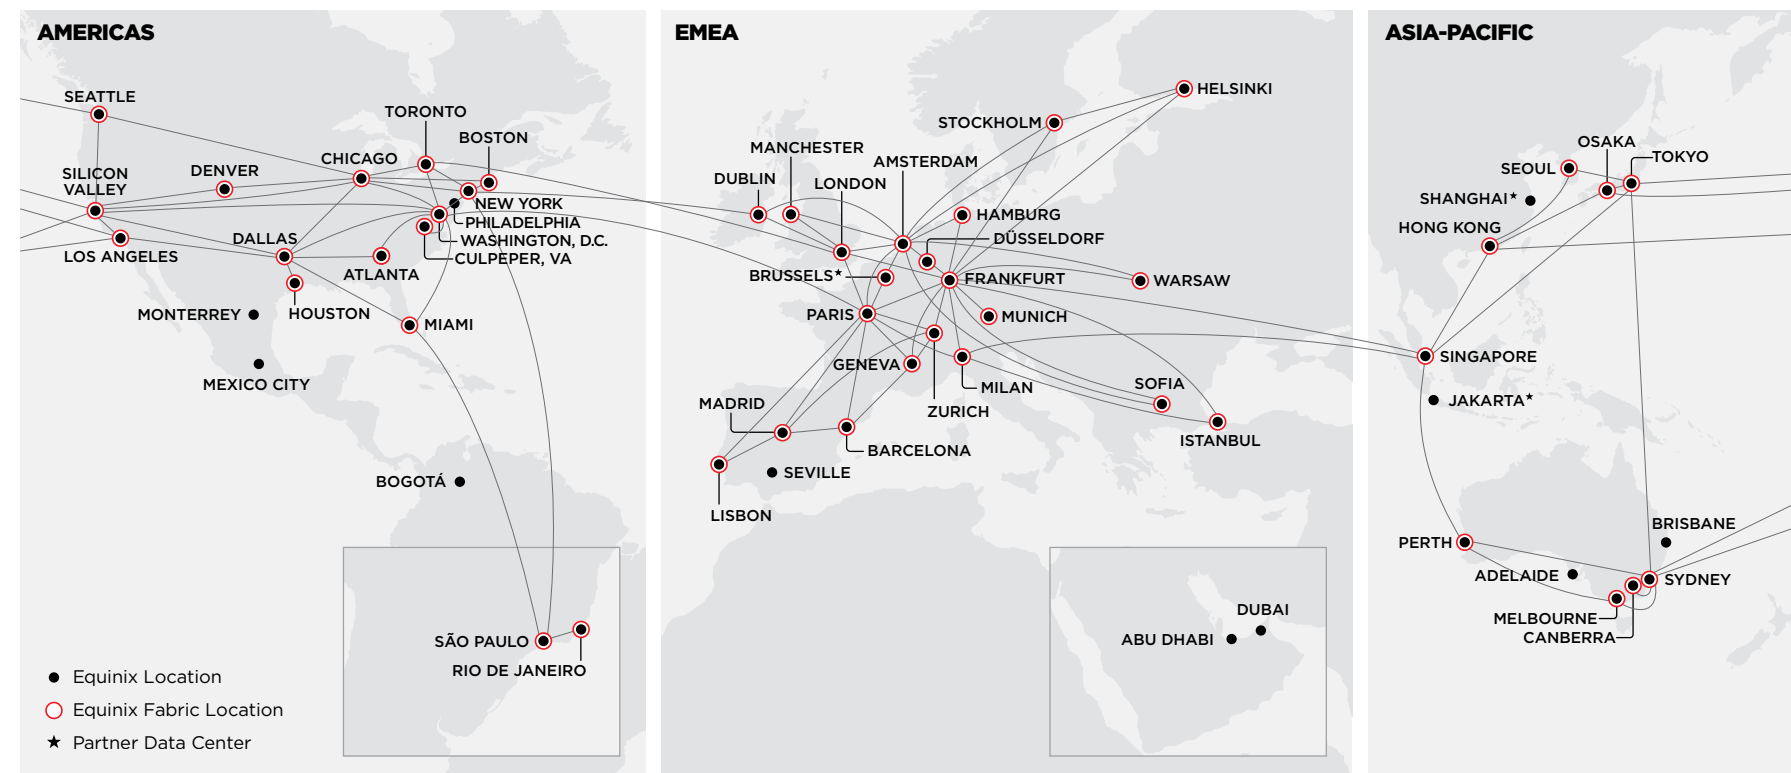 AMERICAS
SEATTLE
TORONTO
BOSTON
CHICAGO
DENVER
SILICON
VALLEY
NEW YORK
PHILADELPHIA
WASHINGTON, D.C.
CULPEPER, VA
DALLAS
LOS ANGELES
ATLANTA
HOUSTON
MONTERREY
MIAMI
MEXICO CITY
BOGOTÁ
SÃO PAULO
RIO DE JANEIRO
Equinix Location
Equinix Fabric Location
★ Partner Data Center
EMEA
HELSINKI
STOCKHOLM
MANCHESTER
AMSTERDAM
DUBLIN
LONDON
HAMBURG
DÜSSELDORF
BRUSSELS★
FRANKFURT
WARSAW
PARIS
MUNICH
GENEVA
MILAN
SOFIA
MADRID
ZURICH
ISTANBUL
BARCELONA
SEVILLE
LISBON
DUBAI
ABU DHABI
ASIA-PACIFIC
OSAKA
TOKYO
SEOUL
SHANGHAI★
HONG KONG
SINGAPORE
JAKARTA★
BRISBANE
PERTH
ADELAIDE
SYDNEY
MELBOURNE
CANBERRA